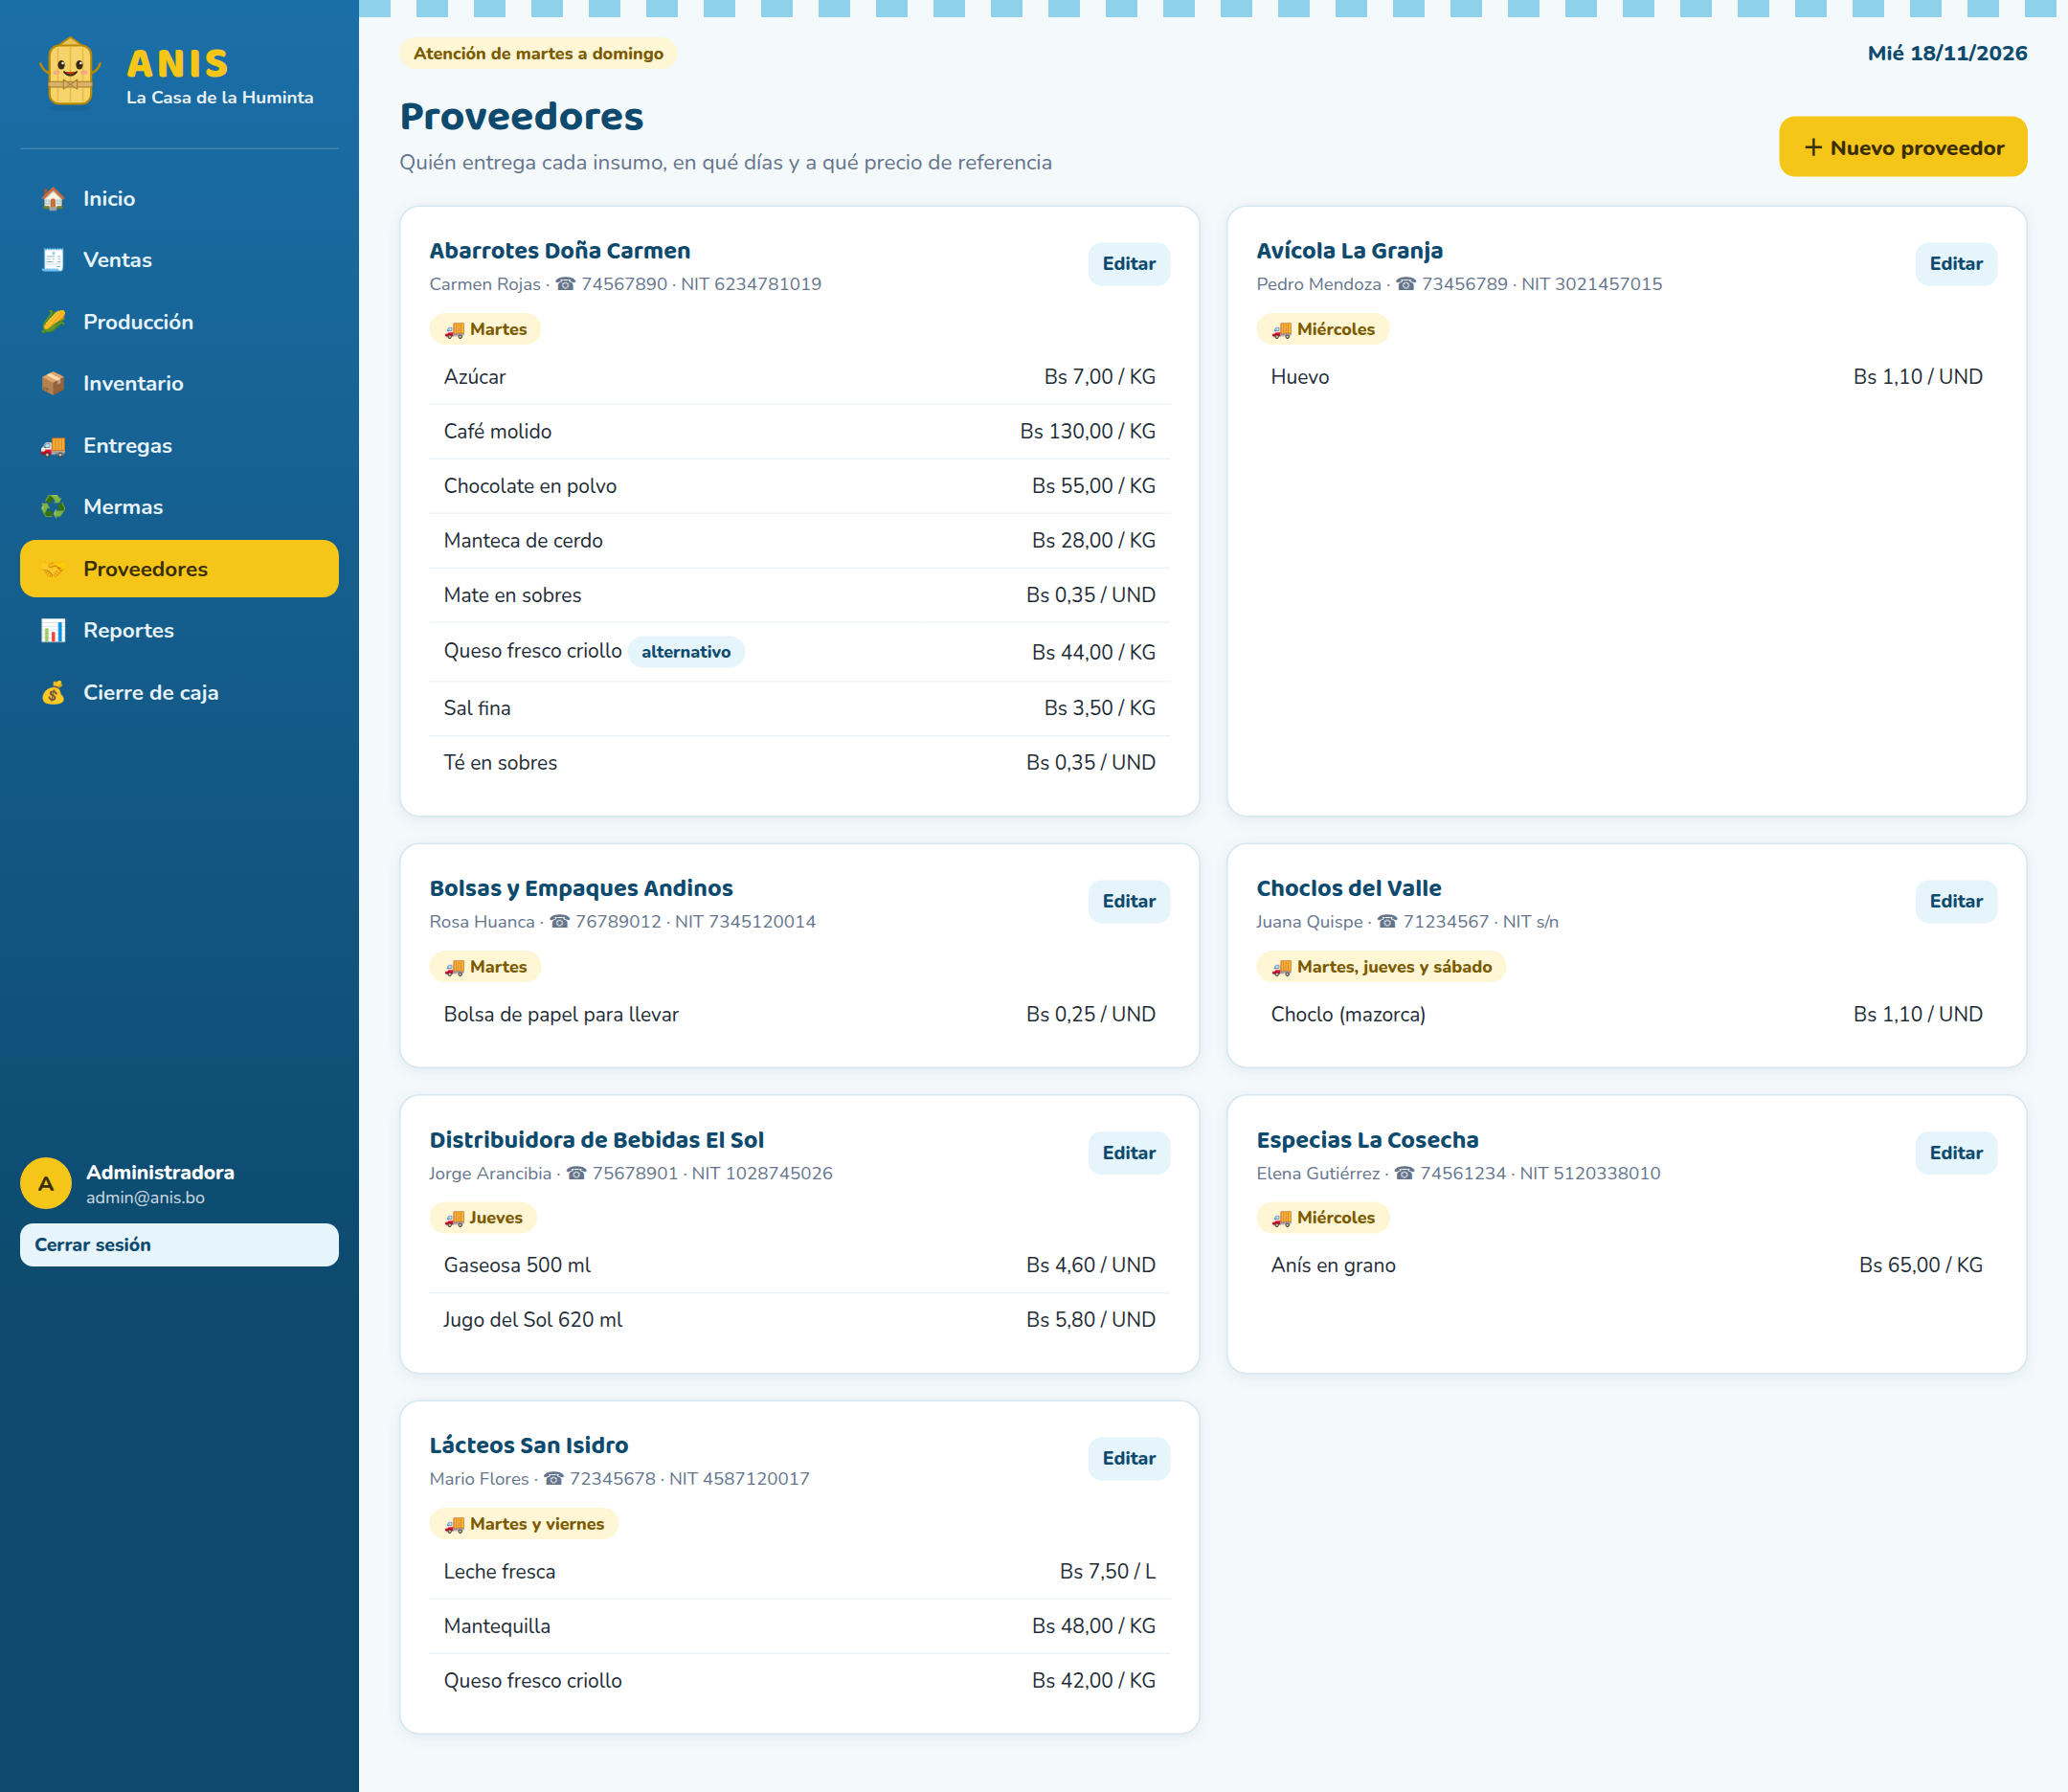 ANIS
La Casa de la Huminta
Inicio
Ventas
Producción
Inventario
Entregas
Mermas
Proveedores
Reportes
Cierre de caja
A
Administradora
admin@anis.bo
Cerrar sesión
Atención de martes a domingo
Mié 18/11/2026
Proveedores
Quién entrega cada insumo, en qué días y a qué precio de referencia
+ Nuevo proveedor
Abarrotes Doña Carmen
Editar
Carmen Rojas · ☎ 74567890 · NIT 6234781019
Martes
Azúcar Bs 7,00 / KG
Café molido Bs 130,00 / KG
Chocolate en polvo Bs 55,00 / KG
Manteca de cerdo Bs 28,00 / KG
Mate en sobres Bs 0,35 / UND
Queso fresco criollo alternativo Bs 44,00 / KG
Sal fina Bs 3,50 / KG
Té en sobres Bs 0,35 / UND
Avícola La Granja
Editar
Pedro Mendoza · ☎ 73456789 · NIT 3021457015
Miércoles
Huevo Bs 1,10 / UND
Bolsas y Empaques Andinos
Editar
Rosa Huanca · ☎ 76789012 · NIT 7345120014
Martes
Bolsa de papel para llevar Bs 0,25 / UND
Choclos del Valle
Editar
Juana Quispe · ☎ 71234567 · NIT s/n
Martes, jueves y sábado
Choclo (mazorca) Bs 1,10 / UND
Distribuidora de Bebidas El Sol
Editar
Jorge Arancibia · ☎ 75678901 · NIT 1028745026
Jueves
Gaseosa 500 ml Bs 4,60 / UND
Jugo del Sol 620 ml Bs 5,80 / UND
Especias La Cosecha
Editar
Elena Gutiérrez · ☎ 74561234 · NIT 5120338010
Miércoles
Anís en grano Bs 65,00 / KG
Lácteos San Isidro
Editar
Mario Flores · ☎ 72345678 · NIT 4587120017
Martes y viernes
Leche fresca Bs 7,50 / L
Mantequilla Bs 48,00 / KG
Queso fresco criollo Bs 42,00 / KG